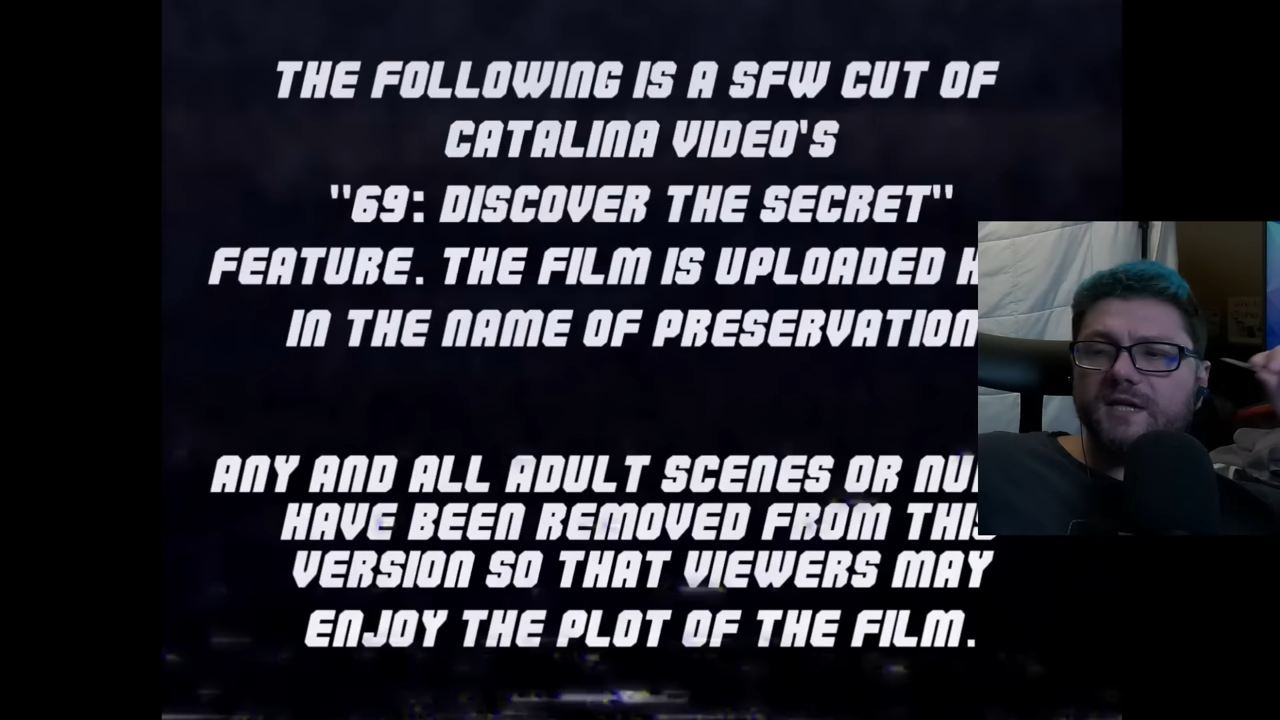 THE FOLLOWING IS A SFW CUT OF
CATALINA VIDEO'S
"69: DISCOVER THE SECRET"
FEATURE. THE FILM IS UPLOADED
IN THE NAME OF PRESERVATION
ANY AND ALL ADULT SCENES OR
HAVE BEEN REMOVED FROM THIS
VERSION SO THAT VIEWERS MAY
ENJOY THE PLOT OF THE FILM.